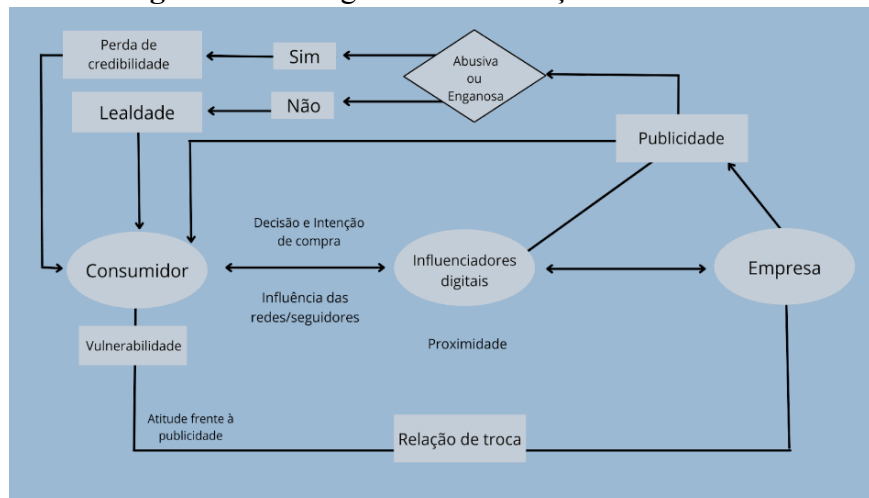 Perda de
credibilidade
Sim
Abusiva
ou
Enganosa
Lealdade
Não
Publicidade
Decisão e Intenção
de compra
Consumidor
Influenciadores
digitais
Empresa
Influência das
redes/seguidores
Vulnerabilidade
Proximidade
Atitude frente à
publicidade
Relação de troca